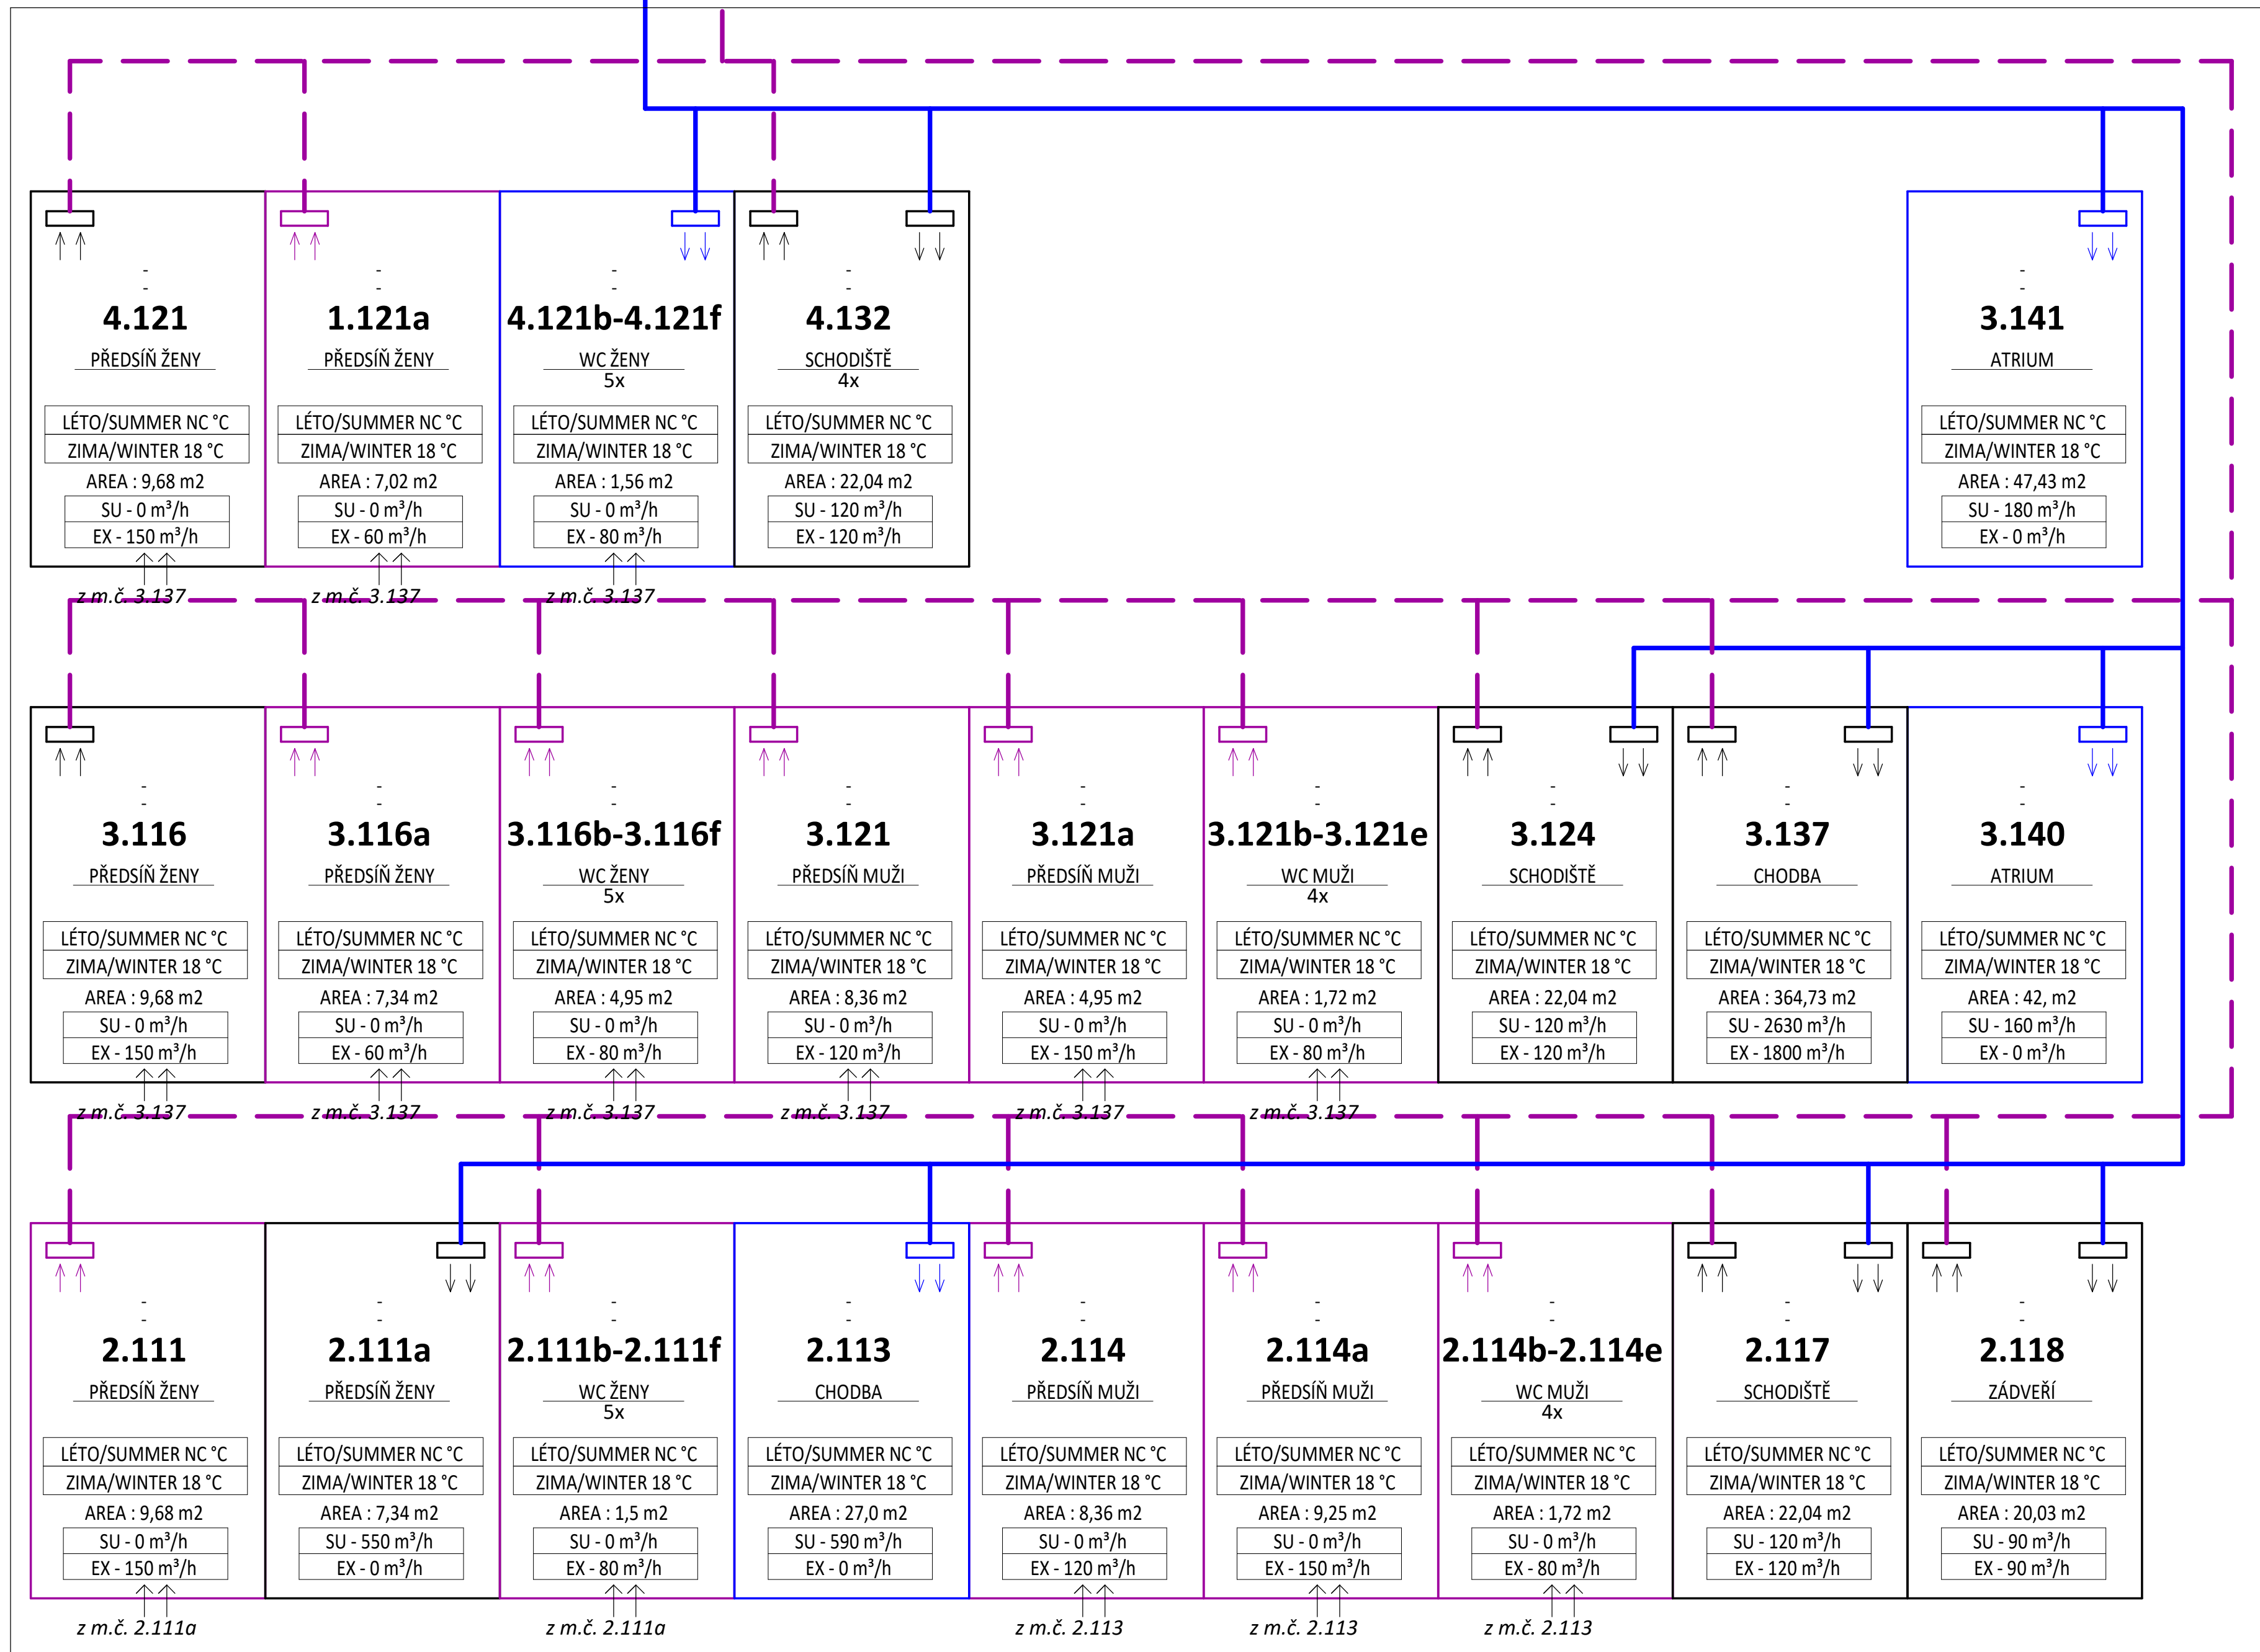 -
-
4.121
PŘEDSÍŇ ŽENY
LÉTO/SUMMER NC °C
ZIMA/WINTER 18 °C
AREA : 9,68 m2
SU - 0 m³/h
EX - 150 m³/h
z m.č. 3.137
-
-
1.121a
PŘEDSÍŇ ŽENY
LÉTO/SUMMER NC °C
ZIMA/WINTER 18 °C
AREA : 7,02 m2
SU - 0 m³/h
EX - 60 m³/h
z m.č. 3.137
-
-
4.121b-4.121f
WC ŽENY
5x
LÉTO/SUMMER NC °C
ZIMA/WINTER 18 °C
AREA : 1,56 m2
SU - 0 m³/h
EX - 80 m³/h
z m.č. 3.137
-
-
4.132
SCHODIŠTĚ
4x
LÉTO/SUMMER NC °C
ZIMA/WINTER 18 °C
AREA : 22,04 m2
SU - 120 m³/h
EX - 120 m³/h
-
-
3.141
ATRIUM
LÉTO/SUMMER NC °C
ZIMA/WINTER 18 °C
AREA : 47,43 m2
SU - 180 m³/h
EX - 0 m³/h
-
-
3.116
PŘEDSÍŇ ŽENY
LÉTO/SUMMER NC °C
ZIMA/WINTER 18 °C
AREA : 9,68 m2
SU - 0 m³/h
EX - 150 m³/h
z m.č. 3.137
-
-
3.116a
PŘEDSÍŇ ŽENY
LÉTO/SUMMER NC °C
ZIMA/WINTER 18 °C
AREA : 7,34 m2
SU - 0 m³/h
EX - 60 m³/h
z m.č. 3.137
-
-
3.116b-3.116f
WC ŽENY
5x
LÉTO/SUMMER NC °C
ZIMA/WINTER 18 °C
AREA : 4,95 m2
SU - 0 m³/h
EX - 80 m³/h
z m.č. 3.137
-
-
3.121
PŘEDSÍŇ MUŽI
LÉTO/SUMMER NC °C
ZIMA/WINTER 18 °C
AREA : 8,36 m2
SU - 0 m³/h
EX - 120 m³/h
z m.č. 3.137
-
-
3.121a
PŘEDSÍŇ MUŽI
LÉTO/SUMMER NC °C
ZIMA/WINTER 18 °C
AREA : 4,95 m2
SU - 0 m³/h
EX - 150 m³/h
z m.č. 3.137
-
-
3.121b-3.121e
WC MUŽI
4x
LÉTO/SUMMER NC °C
ZIMA/WINTER 18 °C
AREA : 1,72 m2
SU - 0 m³/h
EX - 80 m³/h
z m.č. 3.137
-
-
3.124
SCHODIŠTĚ
LÉTO/SUMMER NC °C
ZIMA/WINTER 18 °C
AREA : 22,04 m2
SU - 120 m³/h
EX - 120 m³/h
-
-
3.137
CHODBA
LÉTO/SUMMER NC °C
ZIMA/WINTER 18 °C
AREA : 364,73 m2
SU - 2630 m³/h
EX - 1800 m³/h
-
-
3.140
ATRIUM
LÉTO/SUMMER NC °C
ZIMA/WINTER 18 °C
AREA : 42, m2
SU - 160 m³/h
EX - 0 m³/h
-
-
2.111
PŘEDSÍŇ ŽENY
LÉTO/SUMMER NC °C
ZIMA/WINTER 18 °C
AREA : 9,68 m2
SU - 0 m³/h
EX - 150 m³/h
z m.č. 2.111a
-
-
2.111a
PŘEDSÍŇ ŽENY
LÉTO/SUMMER NC °C
ZIMA/WINTER 18 °C
AREA : 7,34 m2
SU - 550 m³/h
EX - 0 m³/h
-
-
2.111b-2.111f
WC ŽENY
5x
LÉTO/SUMMER NC °C
ZIMA/WINTER 18 °C
AREA : 1,5 m2
SU - 0 m³/h
EX - 80 m³/h
z m.č. 2.111a
-
-
2.113
CHODBA
LÉTO/SUMMER NC °C
ZIMA/WINTER 18 °C
AREA : 27,0 m2
SU - 590 m³/h
EX - 0 m³/h
-
-
2.114
PŘEDSÍŇ MUŽI
LÉTO/SUMMER NC °C
ZIMA/WINTER 18 °C
AREA : 8,36 m2
SU - 0 m³/h
EX - 120 m³/h
z m.č. 2.113
-
-
2.114a
PŘEDSÍŇ MUŽI
LÉTO/SUMMER NC °C
ZIMA/WINTER 18 °C
AREA : 9,25 m2
SU - 0 m³/h
EX - 150 m³/h
z m.č. 2.113
-
-
2.114b-2.114e
WC MUŽI
4x
LÉTO/SUMMER NC °C
ZIMA/WINTER 18 °C
AREA : 1,72 m2
SU - 0 m³/h
EX - 80 m³/h
z m.č. 2.113
-
-
2.117
SCHODIŠTĚ
LÉTO/SUMMER NC °C
ZIMA/WINTER 18 °C
AREA : 22,04 m2
SU - 120 m³/h
EX - 120 m³/h
-
-
2.118
ZÁDVEŘÍ
LÉTO/SUMMER NC °C
ZIMA/WINTER 18 °C
AREA : 20,03 m2
SU - 90 m³/h
EX - 90 m³/h